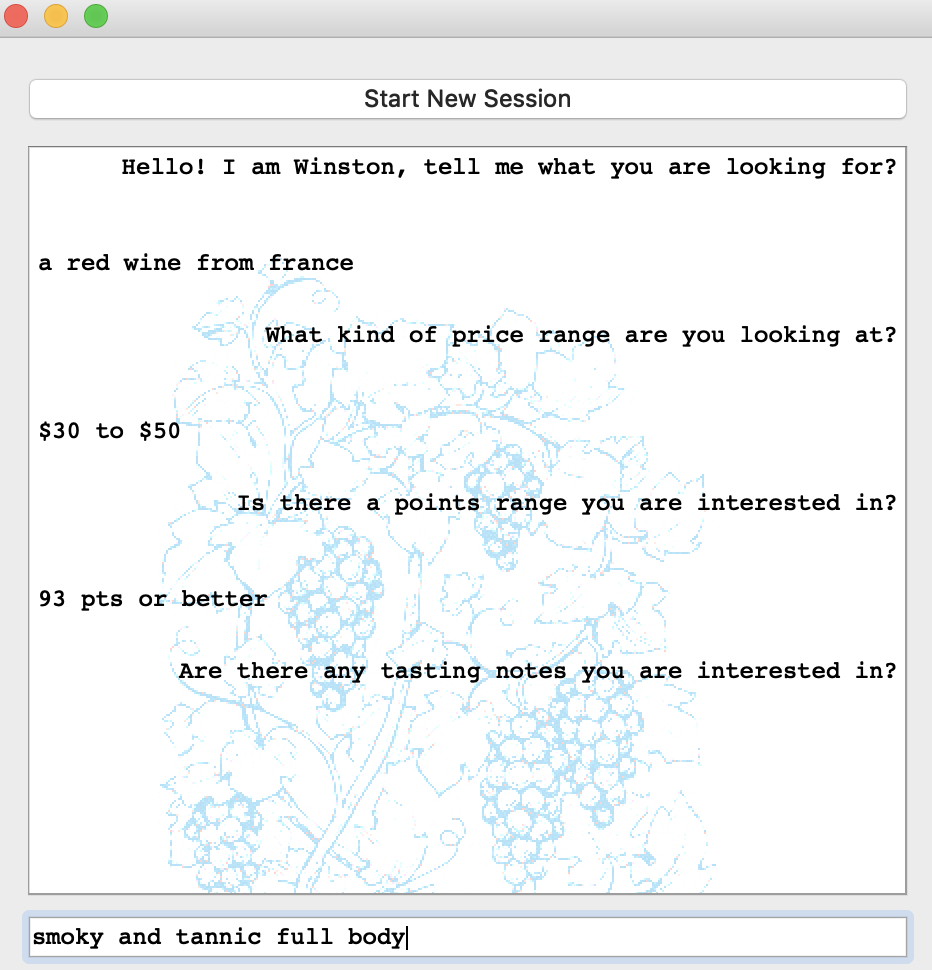 Start New Session
Hello! I am Winston, tell me what you are looking for?
a red wine from france
What kind of price range are you looking at?
$30 to $50
Is there a points range you are interested in?
93 pts or better
Are there any tasting notes you are interested in?
smoky and tannic full body